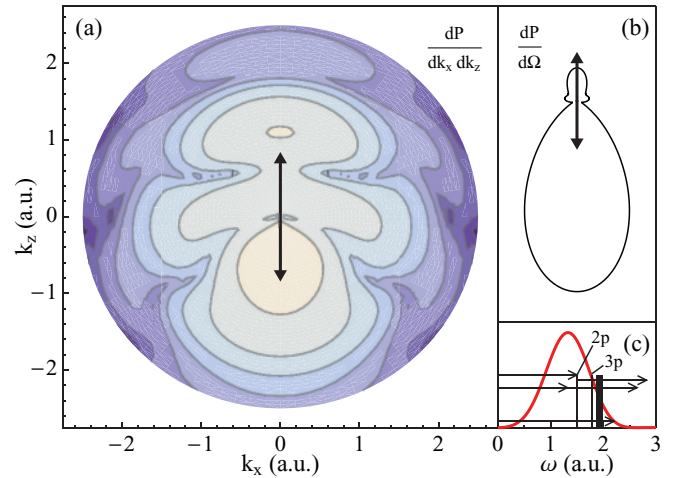 (a)
dP
dkx dkz
(b)
dP
dΩ
2
1
0
−1
−2
kz (a.u.)
2p
(c)
3p
−2 −1 0 1 2
0 1 2 3
kx (a.u.)
ω (a.u.)